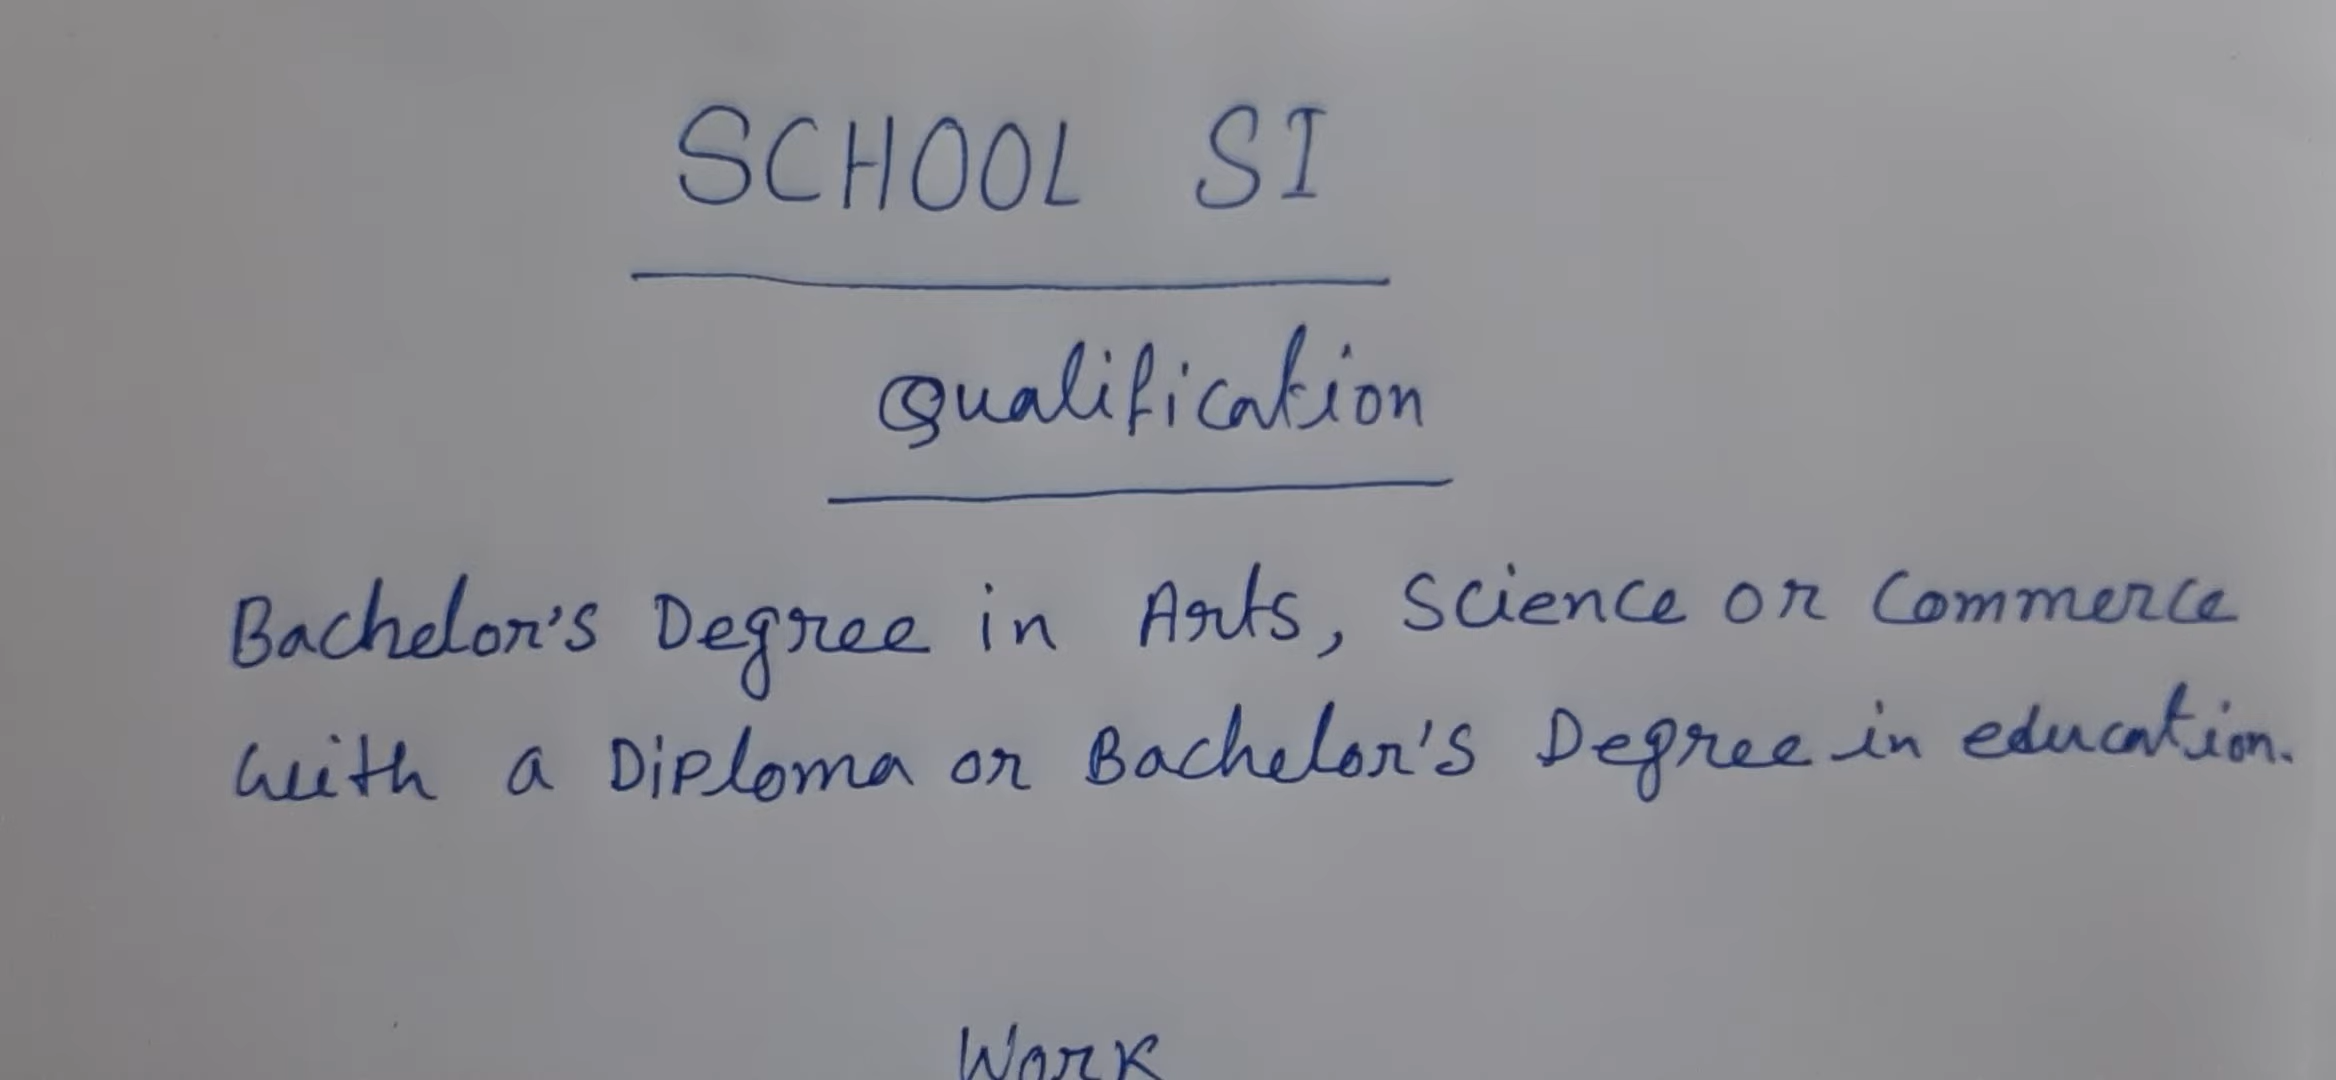 SCHOOL SI
Qualification
Bachelor's Degree in Arts, Science or Commerce
with a Diploma or Bachelor's Degree in education.
Work